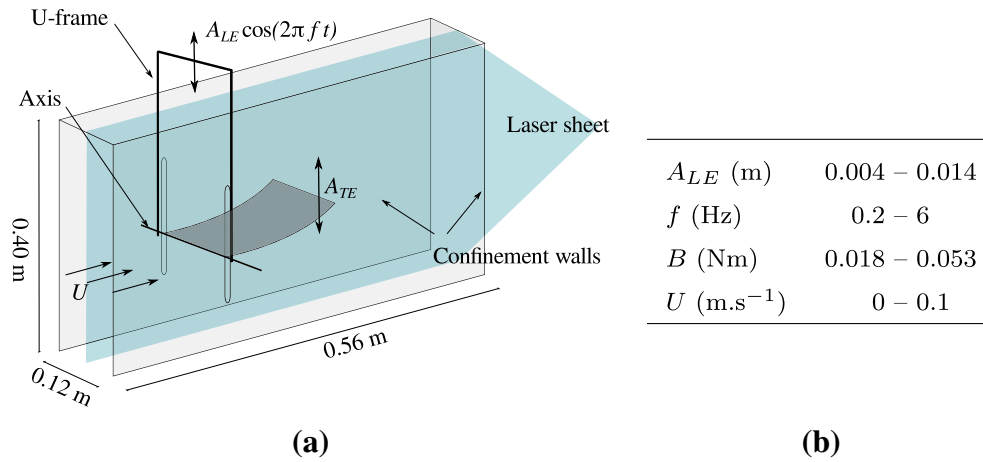 U-frame
A_{LE} cos(2π f t)
Axis
Laser sheet
A_{TE}
0.40 m
Confinement walls
U
0.56 m
0.12 m
(a)
A_{LE} (m) 0.004 – 0.014
f (Hz) 0.2 – 6
B (Nm) 0.018 – 0.053
U (m.s^{−1}) 0 – 0.1
(b)